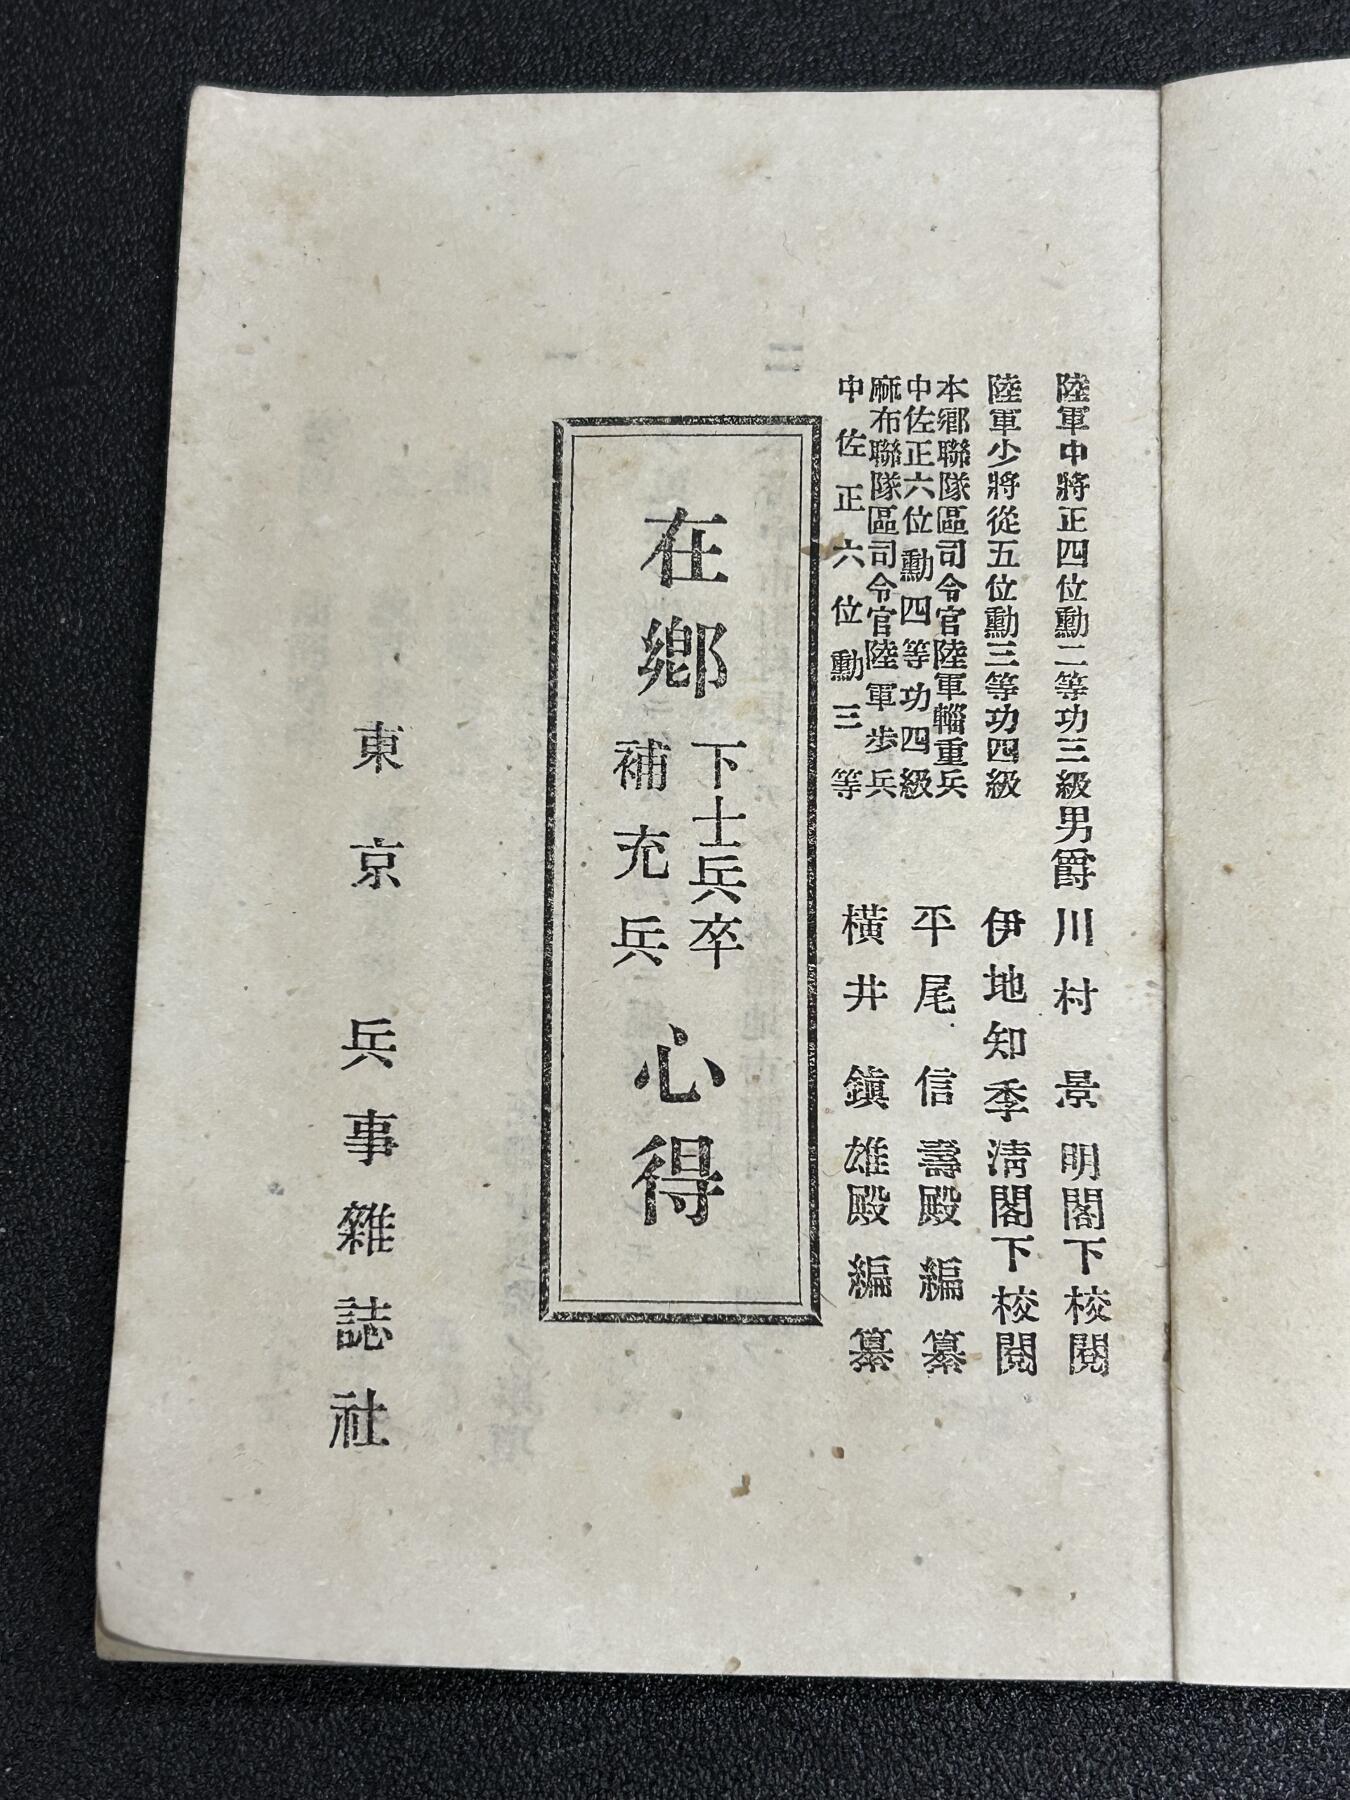 陸軍中將正四位勳二等功三級男爵川村景明閣下校閱
陸軍少將從五位勳三等功四級伊地知季淸閣下校閱
本鄕聯隊區司令官陸軍輜重兵
中佐正六位勳四等功四級
平尾信壽殿編纂
麻布聯隊區司令官陸軍步兵
中佐正六位勳三等
橫井鎭雄殿編纂
在鄕
下士兵卒
補充兵
心得
東京 兵事雜誌社